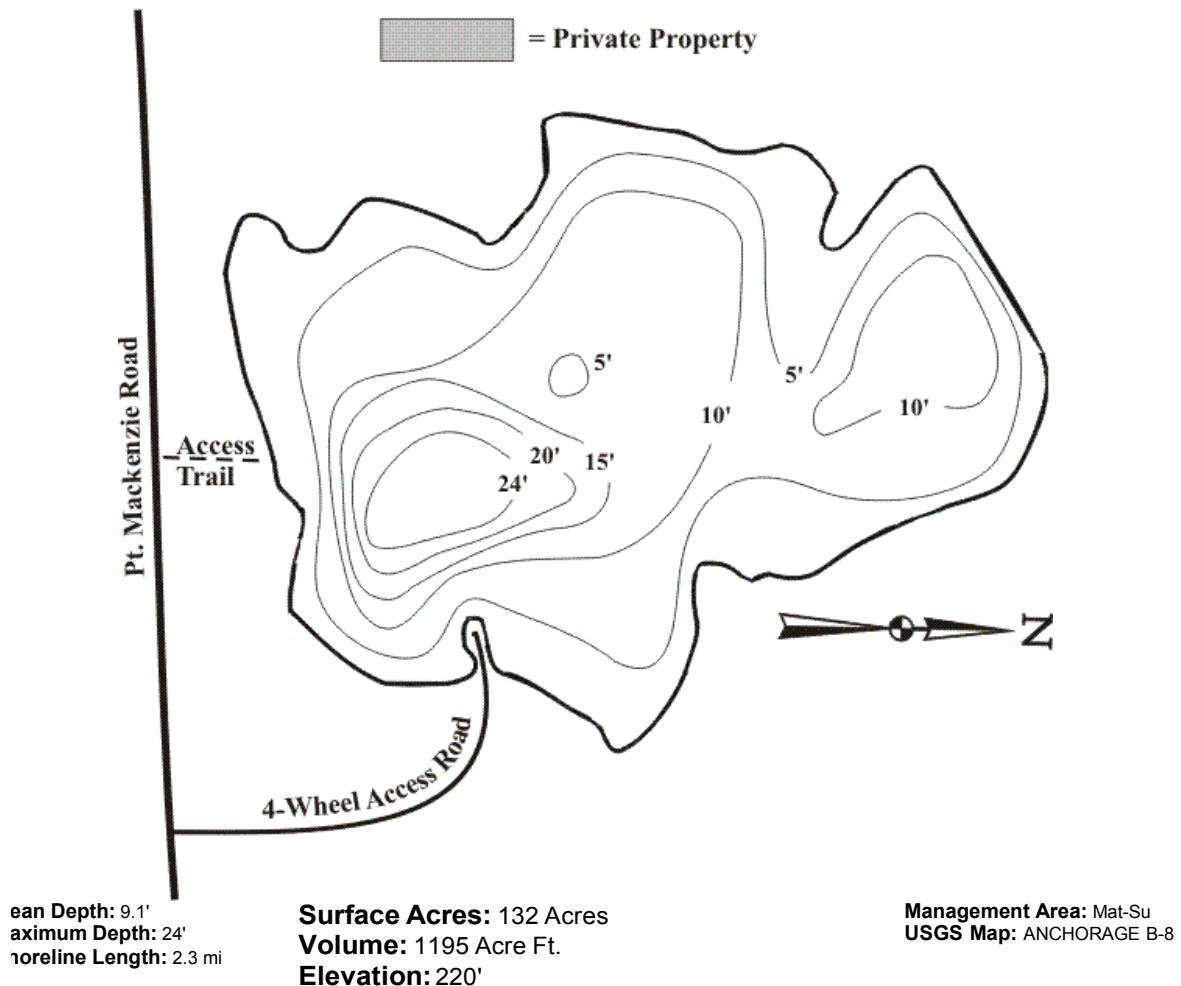 = Private Property
5'
5'
10'
10'
20'
15'
24'
Access
Trail
Pt. Mackenzie Road
N
4-Wheel Access Road
ean Depth: 9.1'
aximum Depth: 24'
horeline Length: 2.3 mi
Surface Acres: 132 Acres
Volume: 1195 Acre Ft.
Elevation: 220'
Management Area: Mat-Su
USGS Map: ANCHORAGE B-8